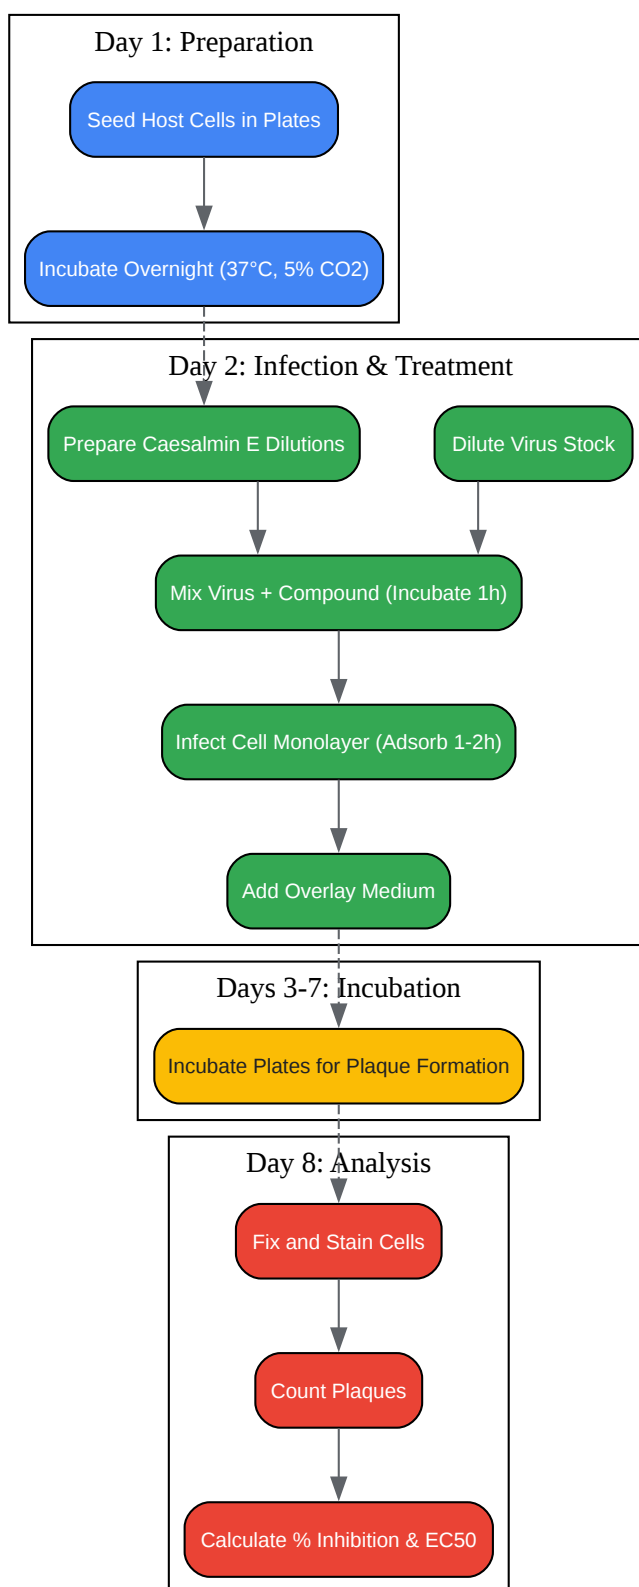 Day 1: Preparation
Seed Host Cells in Plates
Incubate Overnight (37°C, 5% CO2)
Day 2: Infection & Treatment
Prepare Caesalmin E Dilutions
Dilute Virus Stock
Mix Virus + Compound (Incubate 1h)
Infect Cell Monolayer (Adsorb 1-2h)
Add Overlay Medium
Days 3-7: Incubation
Incubate Plates for Plaque Formation
Day 8: Analysis
Fix and Stain Cells
Count Plaques
Calculate % Inhibition & EC50